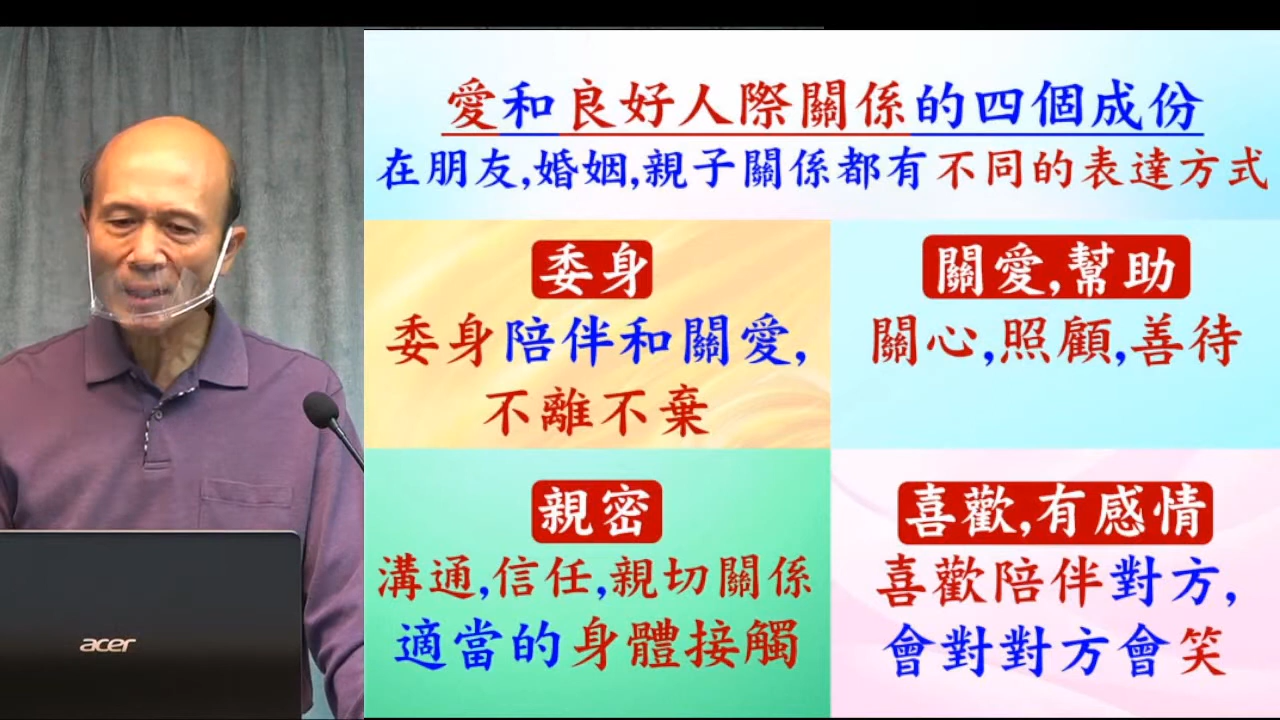 愛和良好人際關係的四個成份
在朋友,婚姻,親子關係都有不同的表達方式
委身
委身陪伴和關愛,
不離不棄
關愛,幫助
關心,照顧,善待
親密
溝通,信任,親切關係
適當的身體接觸
喜歡,有感情
喜歡陪伴對方,
會對對方會笑
acer